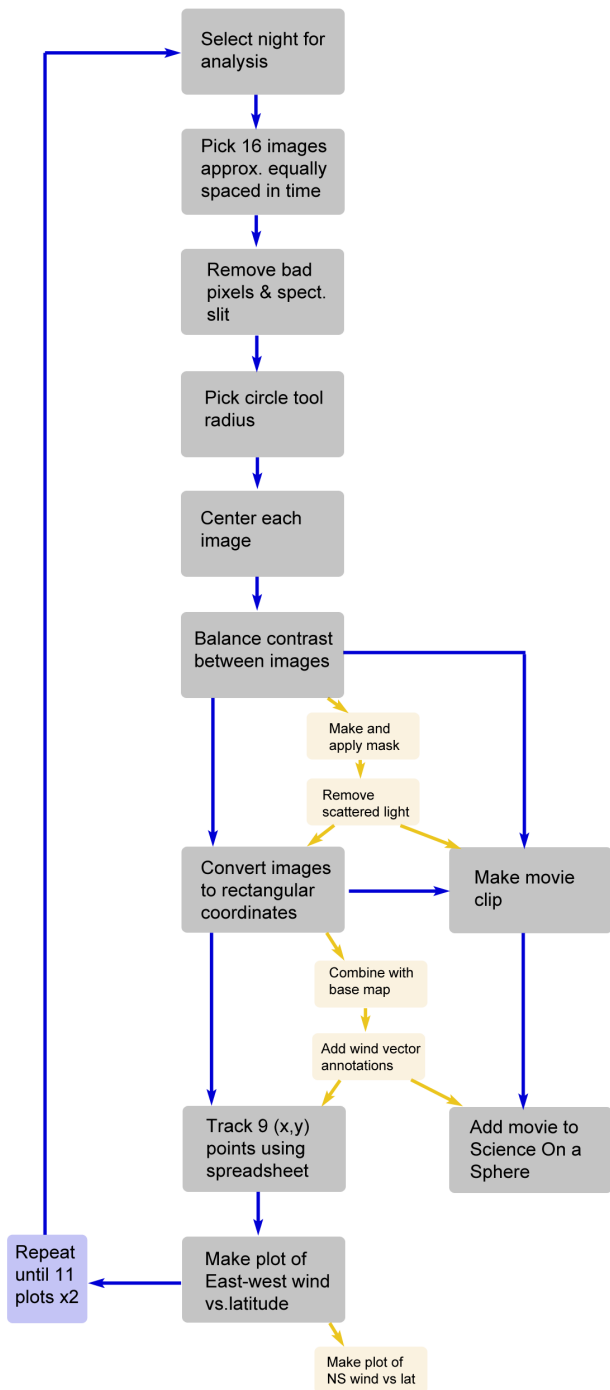 Select night for
analysis
Pick 16 images
approx. equally
spaced in time
Remove bad
pixels & spect.
slit
Pick circle tool
radius
Center each
image
Balance contrast
between images
Make and
apply mask
Remove
scattered light
Convert images
to rectangular
coordinates
Make movie
clip
Combine with
base map
Add wind vector
annotations
Track 9 (x,y)
points using
spreadsheet
Add movie to
Science On a
Sphere
Make plot of
East-west wind
vs.latitude
Repeat
until 11
plots x2
Make plot of
NS wind vs lat